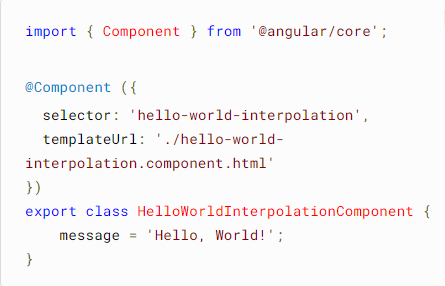 import { Component } from '@angular/core';
@Component ({
selector: 'hello-world-interpolation',
templateUrl: './hello-world-
interpolation.component.html'
})
export class HelloWorldInterpolationComponent {
message = 'Hello, World!';
}